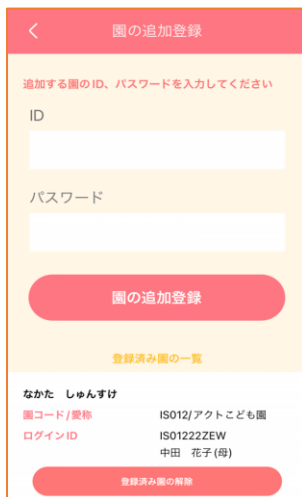 園の追加登録
追加する園のID、パスワードを入力してください
ID
パスワード
園の追加登録
登録済み園の一覧
なかた　しゅんすけ
園コード/愛称　IS012/アクトこども園
ログインID　IS01222ZEW
中田　花子(母)
登録済み園の解除